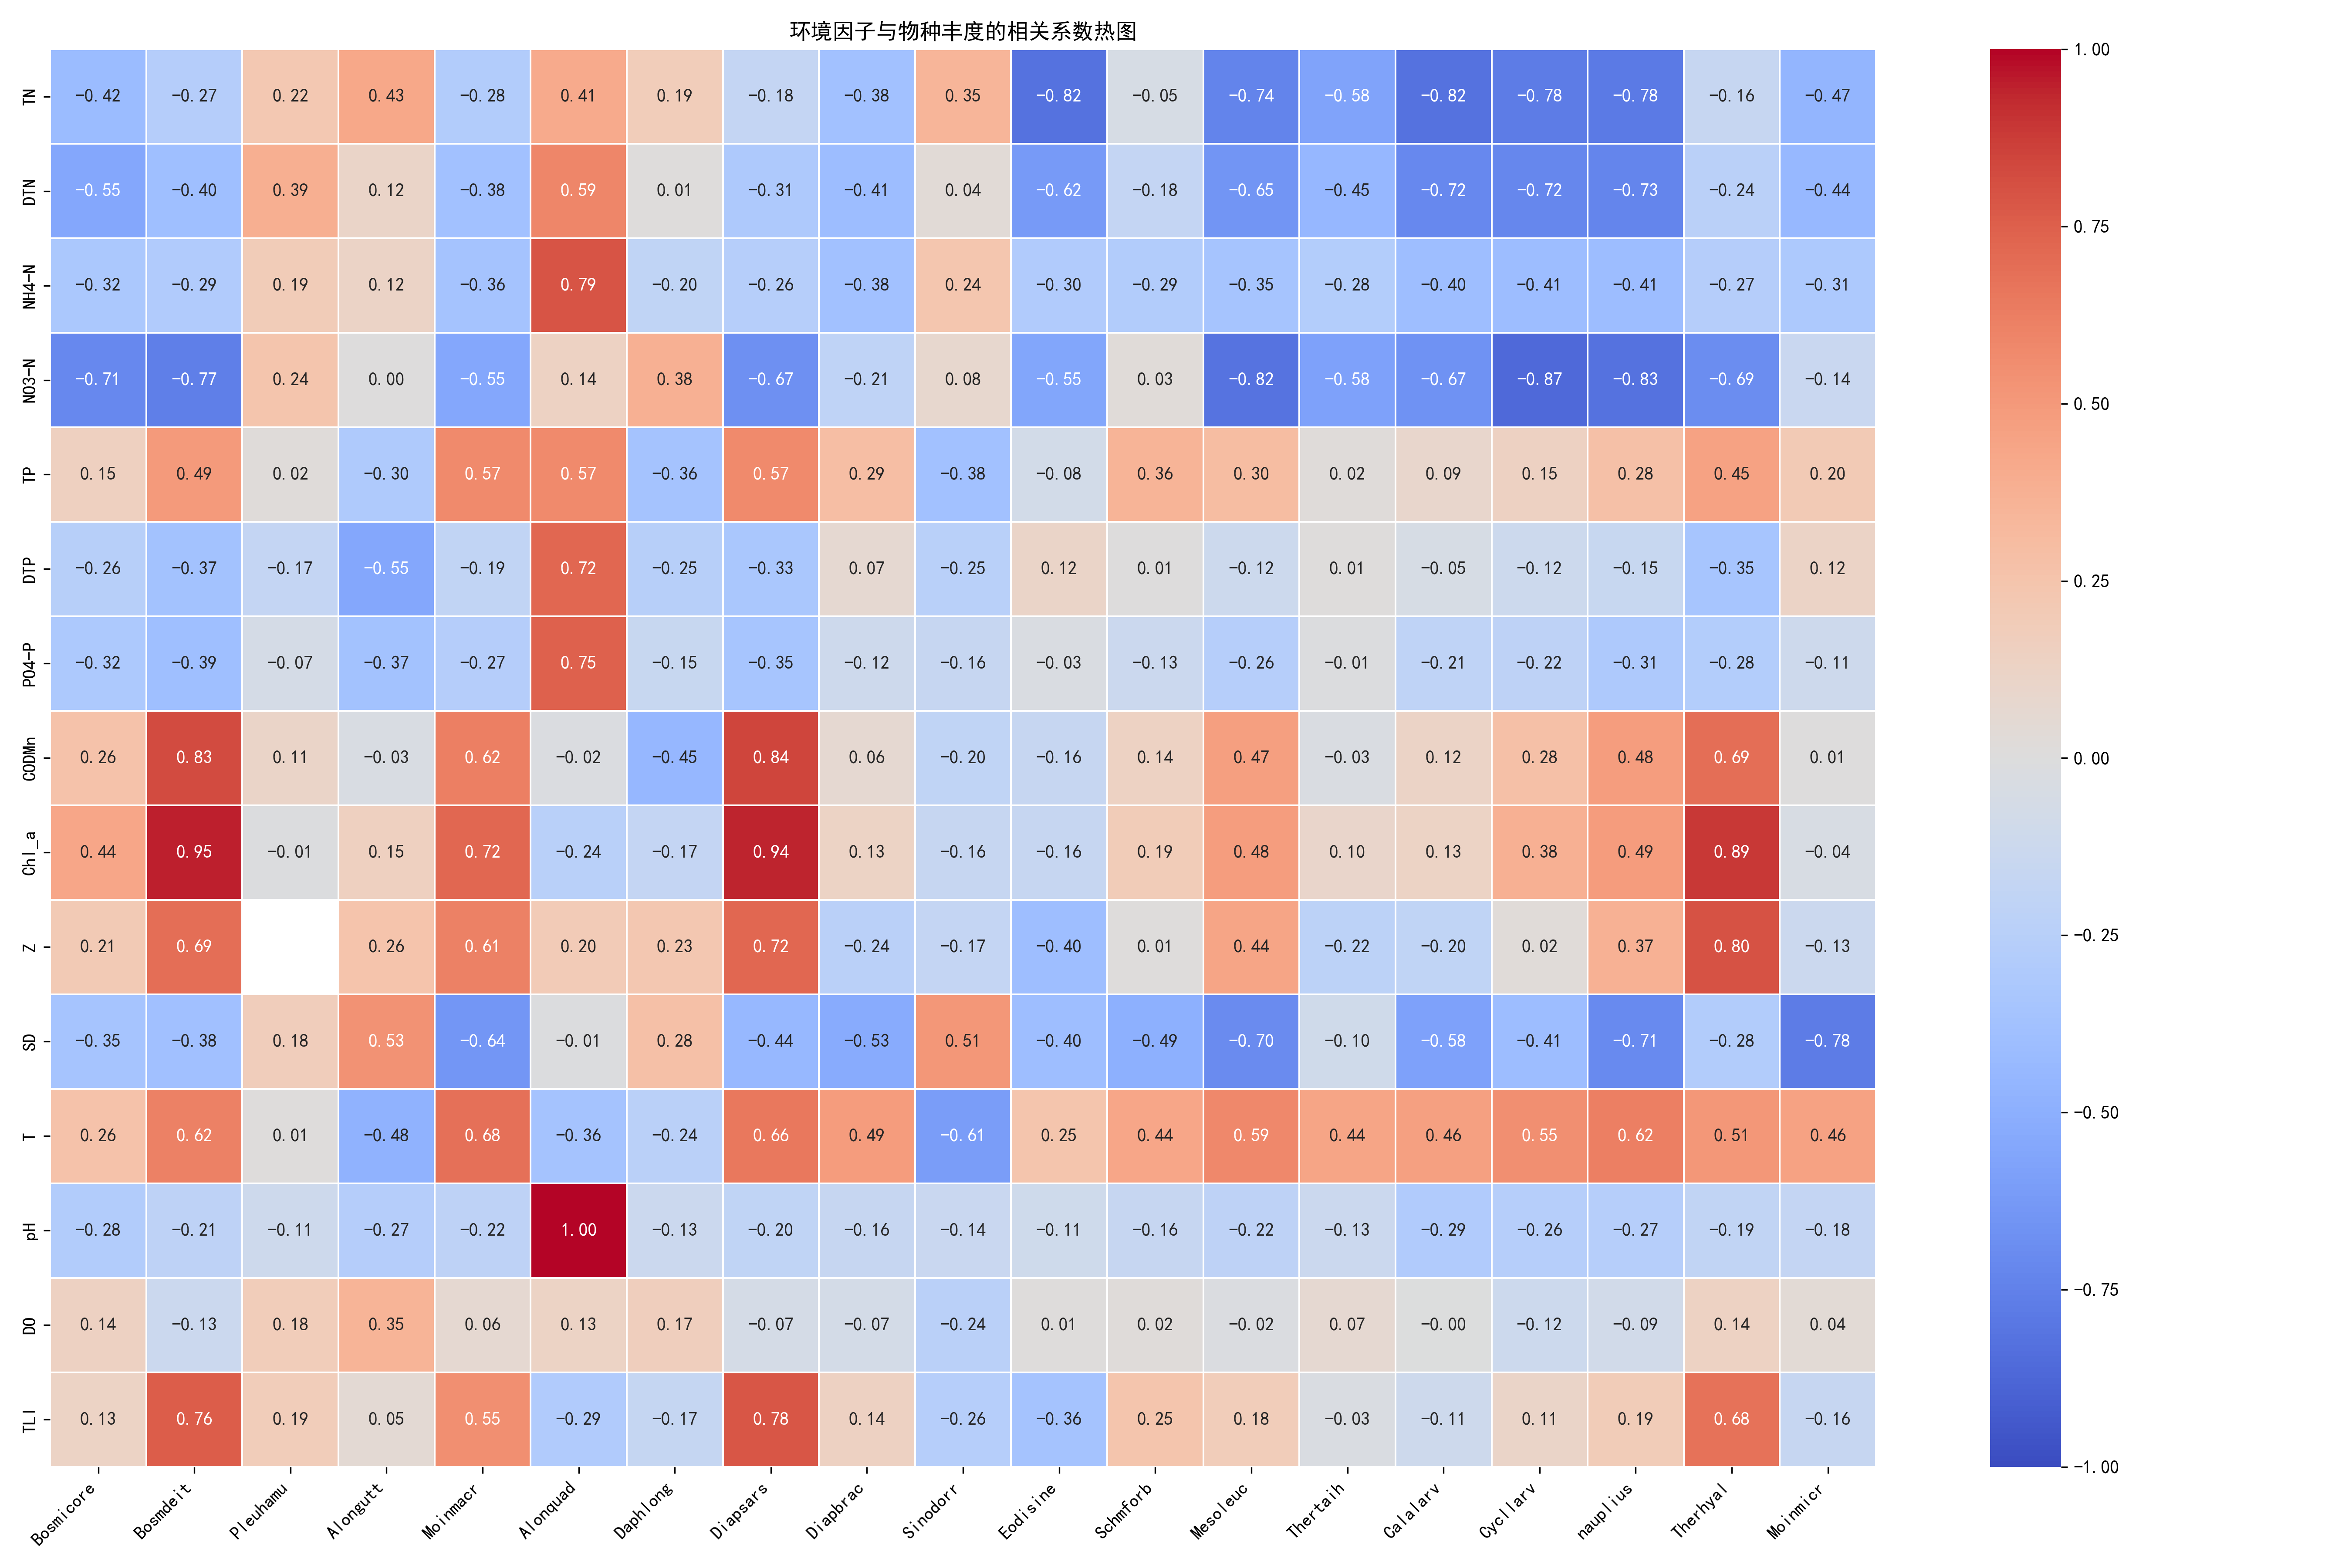 环境因子与物种丰度的相关系数热图
TN -0.42 -0.27 0.22 0.43 -0.28 0.41 0.19 -0.18 -0.38 0.35 -0.82 -0.05 -0.74 -0.58 -0.82 -0.78 -0.78 -0.16 -0.47
DTN -0.55 -0.40 0.39 0.12 -0.38 0.59 0.01 -0.31 -0.41 0.04 -0.62 -0.18 -0.65 -0.45 -0.72 -0.72 -0.73 -0.24 -0.44
NH4-N -0.32 -0.29 0.19 0.12 -0.36 0.79 -0.20 -0.26 -0.38 0.24 -0.30 -0.29 -0.35 -0.28 -0.40 -0.41 -0.41 -0.27 -0.31
NO3-N -0.71 -0.77 0.24 0.00 -0.55 0.14 0.38 -0.67 -0.21 0.08 -0.55 0.03 -0.82 -0.58 -0.67 -0.87 -0.83 -0.69 -0.14
TP 0.15 0.49 0.02 -0.30 0.57 0.57 -0.36 0.57 0.29 -0.38 -0.08 0.36 0.30 0.02 0.09 0.15 0.28 0.45 0.20
DTP -0.26 -0.37 -0.17 -0.55 -0.19 0.72 -0.25 -0.33 0.07 -0.25 0.12 0.01 -0.12 0.01 -0.05 -0.12 -0.15 -0.35 0.12
PO4-P -0.32 -0.39 -0.07 -0.37 -0.27 0.75 -0.15 -0.35 -0.12 -0.16 -0.03 -0.13 -0.26 -0.01 -0.21 -0.22 -0.31 -0.28 -0.11
CODMn 0.26 0.83 0.11 -0.03 0.62 -0.02 -0.45 0.84 0.06 -0.20 -0.16 0.14 0.47 -0.03 0.12 0.28 0.48 0.69 0.01
Chl_a 0.44 0.95 -0.01 0.15 0.72 -0.24 -0.17 0.94 0.13 -0.16 -0.16 0.19 0.48 0.10 0.13 0.38 0.49 0.89 -0.04
Z 0.21 0.69 0.26 0.61 0.20 0.23 0.72 -0.24 -0.17 -0.40 0.01 0.44 -0.22 -0.20 0.02 0.37 0.80 -0.13
SD -0.35 -0.38 0.18 0.53 -0.64 -0.01 0.28 -0.44 -0.53 0.51 -0.40 -0.49 -0.70 -0.10 -0.58 -0.41 -0.71 -0.28 -0.78
T 0.26 0.62 0.01 -0.48 0.68 -0.36 -0.24 0.66 0.49 -0.61 0.25 0.44 0.59 0.44 0.46 0.55 0.62 0.51 0.46
pH -0.28 -0.21 -0.11 -0.27 -0.22 1.00 -0.13 -0.20 -0.16 -0.14 -0.11 -0.16 -0.22 -0.13 -0.29 -0.26 -0.27 -0.19 -0.18
DO 0.14 -0.13 0.18 0.35 0.06 0.13 0.17 -0.07 -0.07 -0.24 0.01 0.02 -0.02 0.07 -0.00 -0.12 -0.09 0.14 0.04
TLI 0.13 0.76 0.19 0.05 0.55 -0.29 -0.17 0.78 0.14 -0.26 -0.36 0.25 0.18 -0.03 -0.11 0.11 0.19 0.68 -0.16
Bosmicore Bosmdeit Pleuhamu Alongutt Moinmacr Alonquad Daphlong Diapsars Diapbrac Sinodorr Eodisine Schmforb Mesoleuc Thertaih Calalarv Cycllarv nauplius Therhyal Moinmicr
1.00
0.75
0.50
0.25
0.00
-0.25
-0.50
-0.75
-1.00